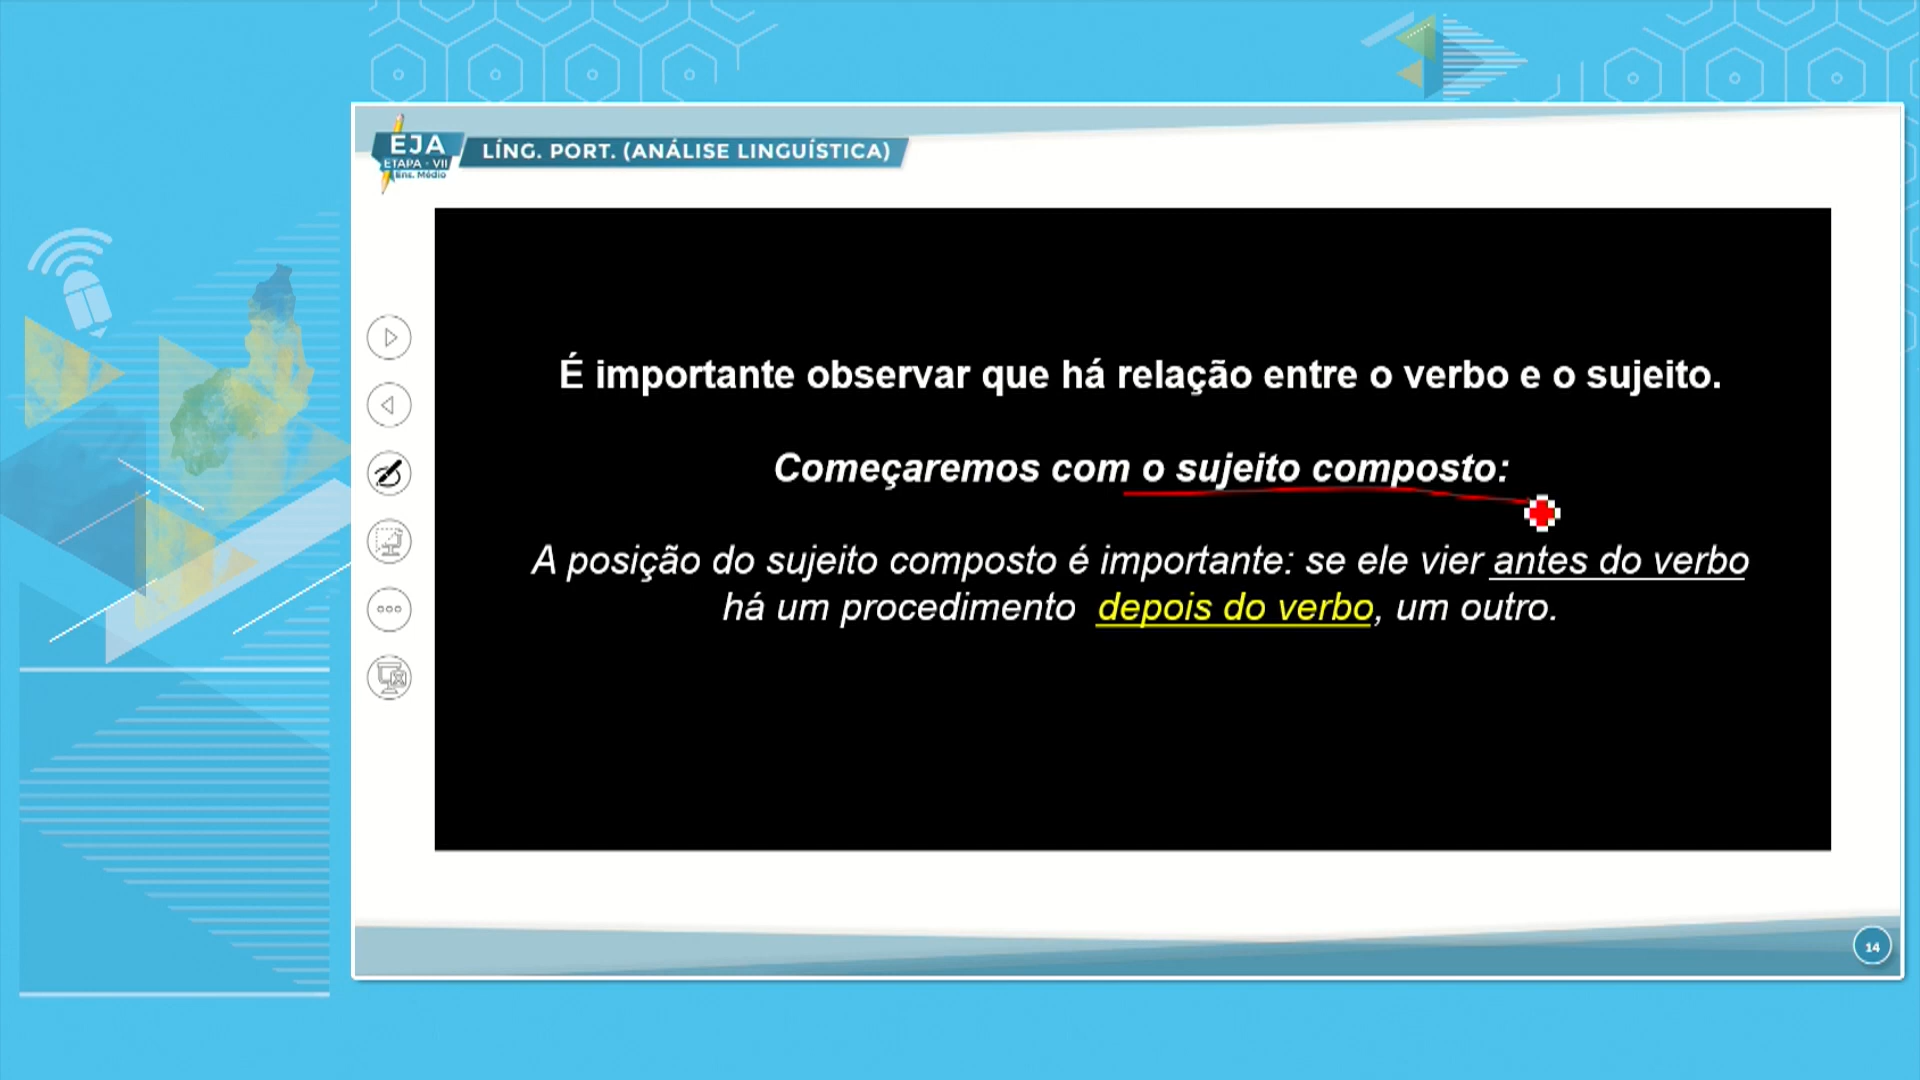 EJA
ETAPA - VII
Ens. Médio
LÍNG. PORT. (ANÁLISE LINGUÍSTICA)
É importante observar que há relação entre o verbo e o sujeito.
Começaremos com o sujeito composto:
A posição do sujeito composto é importante: se ele vier antes do verbo
há um procedimento depois do verbo, um outro.
14